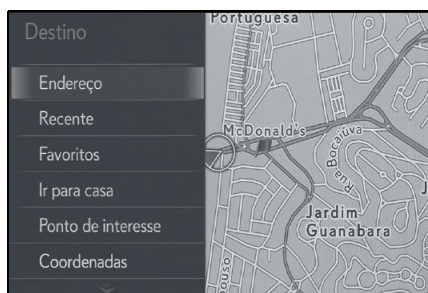 Destino
Endereço
Recente
Favoritos
Ir para casa
Ponto de interesse
Coordenadas
Portuguesa
McDonald's
Rua Bocaiúva
Jardim
Guanabara